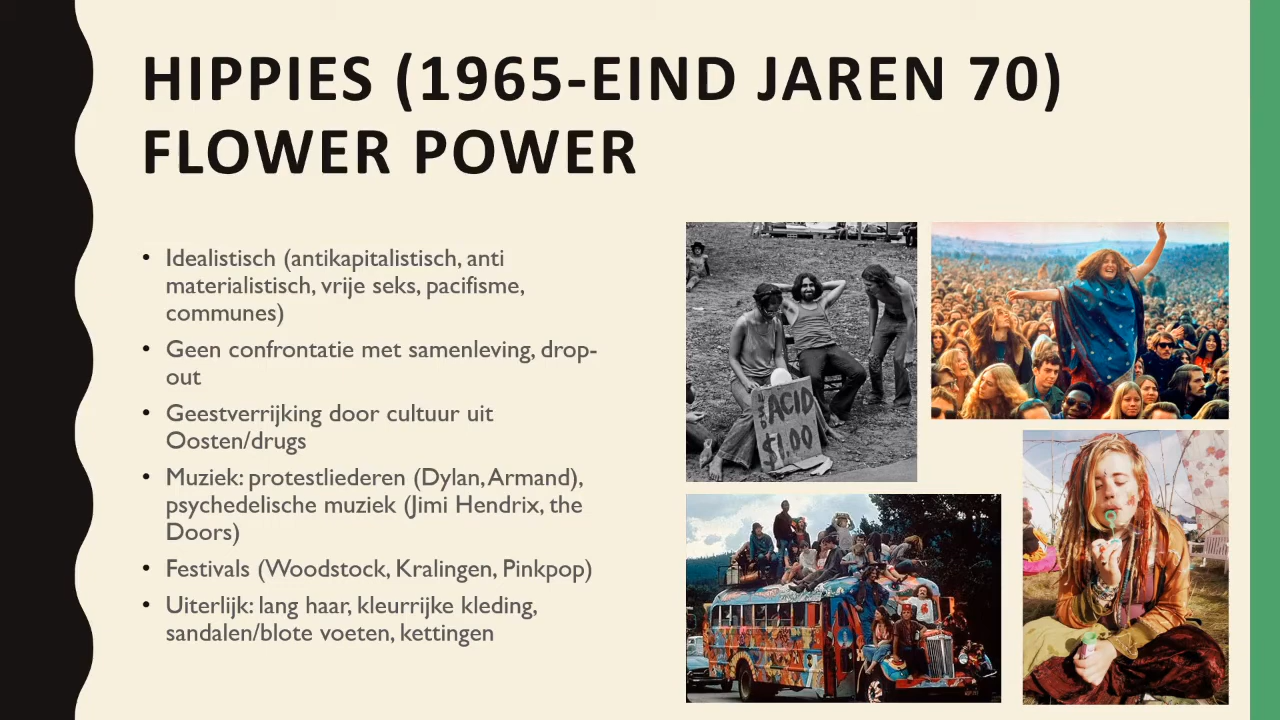 HIPPIES (1965-EIND JAREN 70)
FLOWER POWER
• Idealistisch (antikapitalistisch, anti
materialistisch, vrije seks, pacifisme,
communes)
• Geen confrontatie met samenleving, drop-
out
• Geestverrijking door cultuur uit
Oosten/drugs
• Muziek: protestliederen (Dylan, Armand),
psychedelische muziek (Jimi Hendrix, the
Doors)
• Festivals (Woodstock, Kralingen, Pinkpop)
• Uiterlijk: lang haar, kleurrijke kleding,
sandalen/blote voeten, kettingen
ACID
$1.00